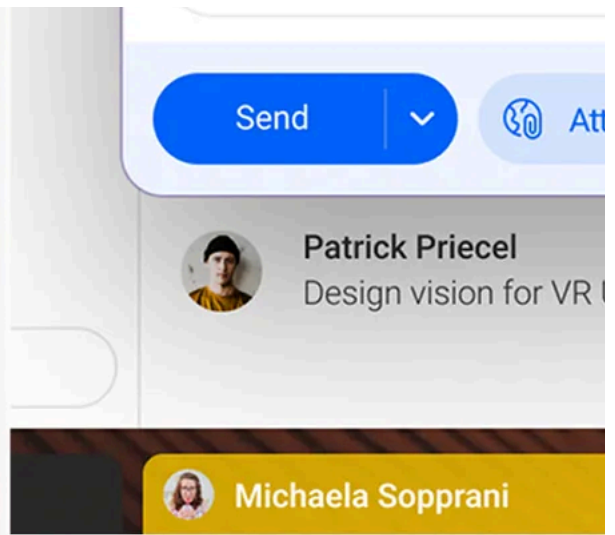 Send
Att
Patrick Priecel
Design vision for VR U
Michaela Sopprani